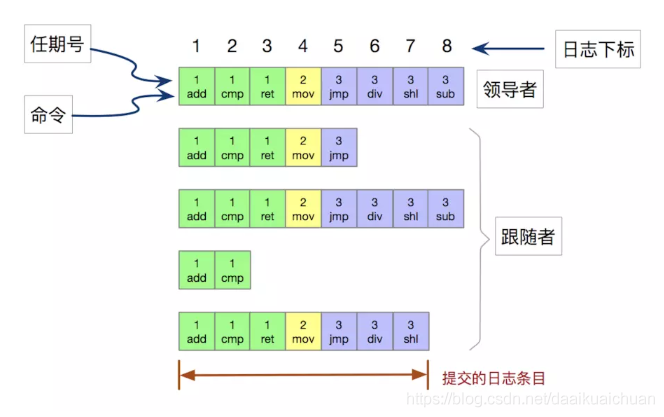 任期号
命令
1 2 3 4 5 6 7 8
日志下标
1 1 1 2 3 3 3 3
add cmp ret mov jmp div shl sub
领导者
1 1 1 2 3
add cmp ret mov jmp
1 1 1 2 3 3 3 3
add cmp ret mov jmp div shl sub
跟随者
1 1
add cmp
1 1 1 2 3 3 3
add cmp ret mov jmp div shl
提交的日志条目
https://blog.csdn.net/daaikuaichuan